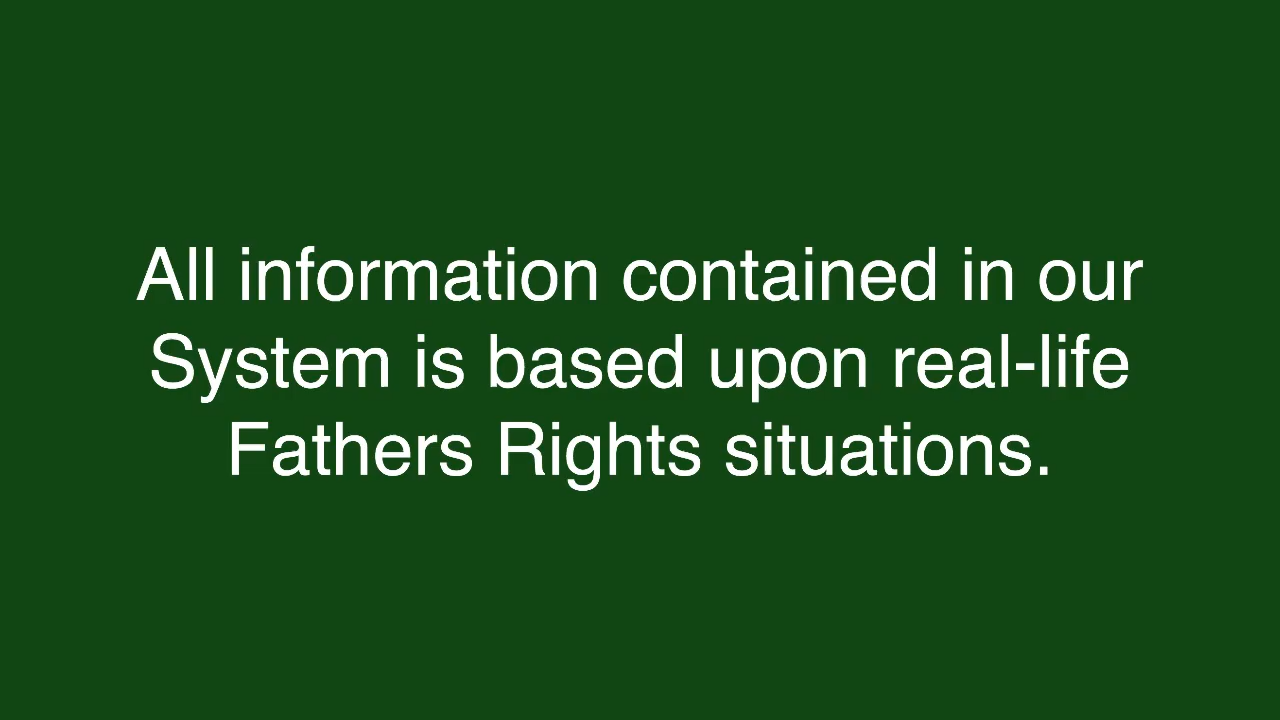 All information contained in our
System is based upon real-life
Fathers Rights situations.